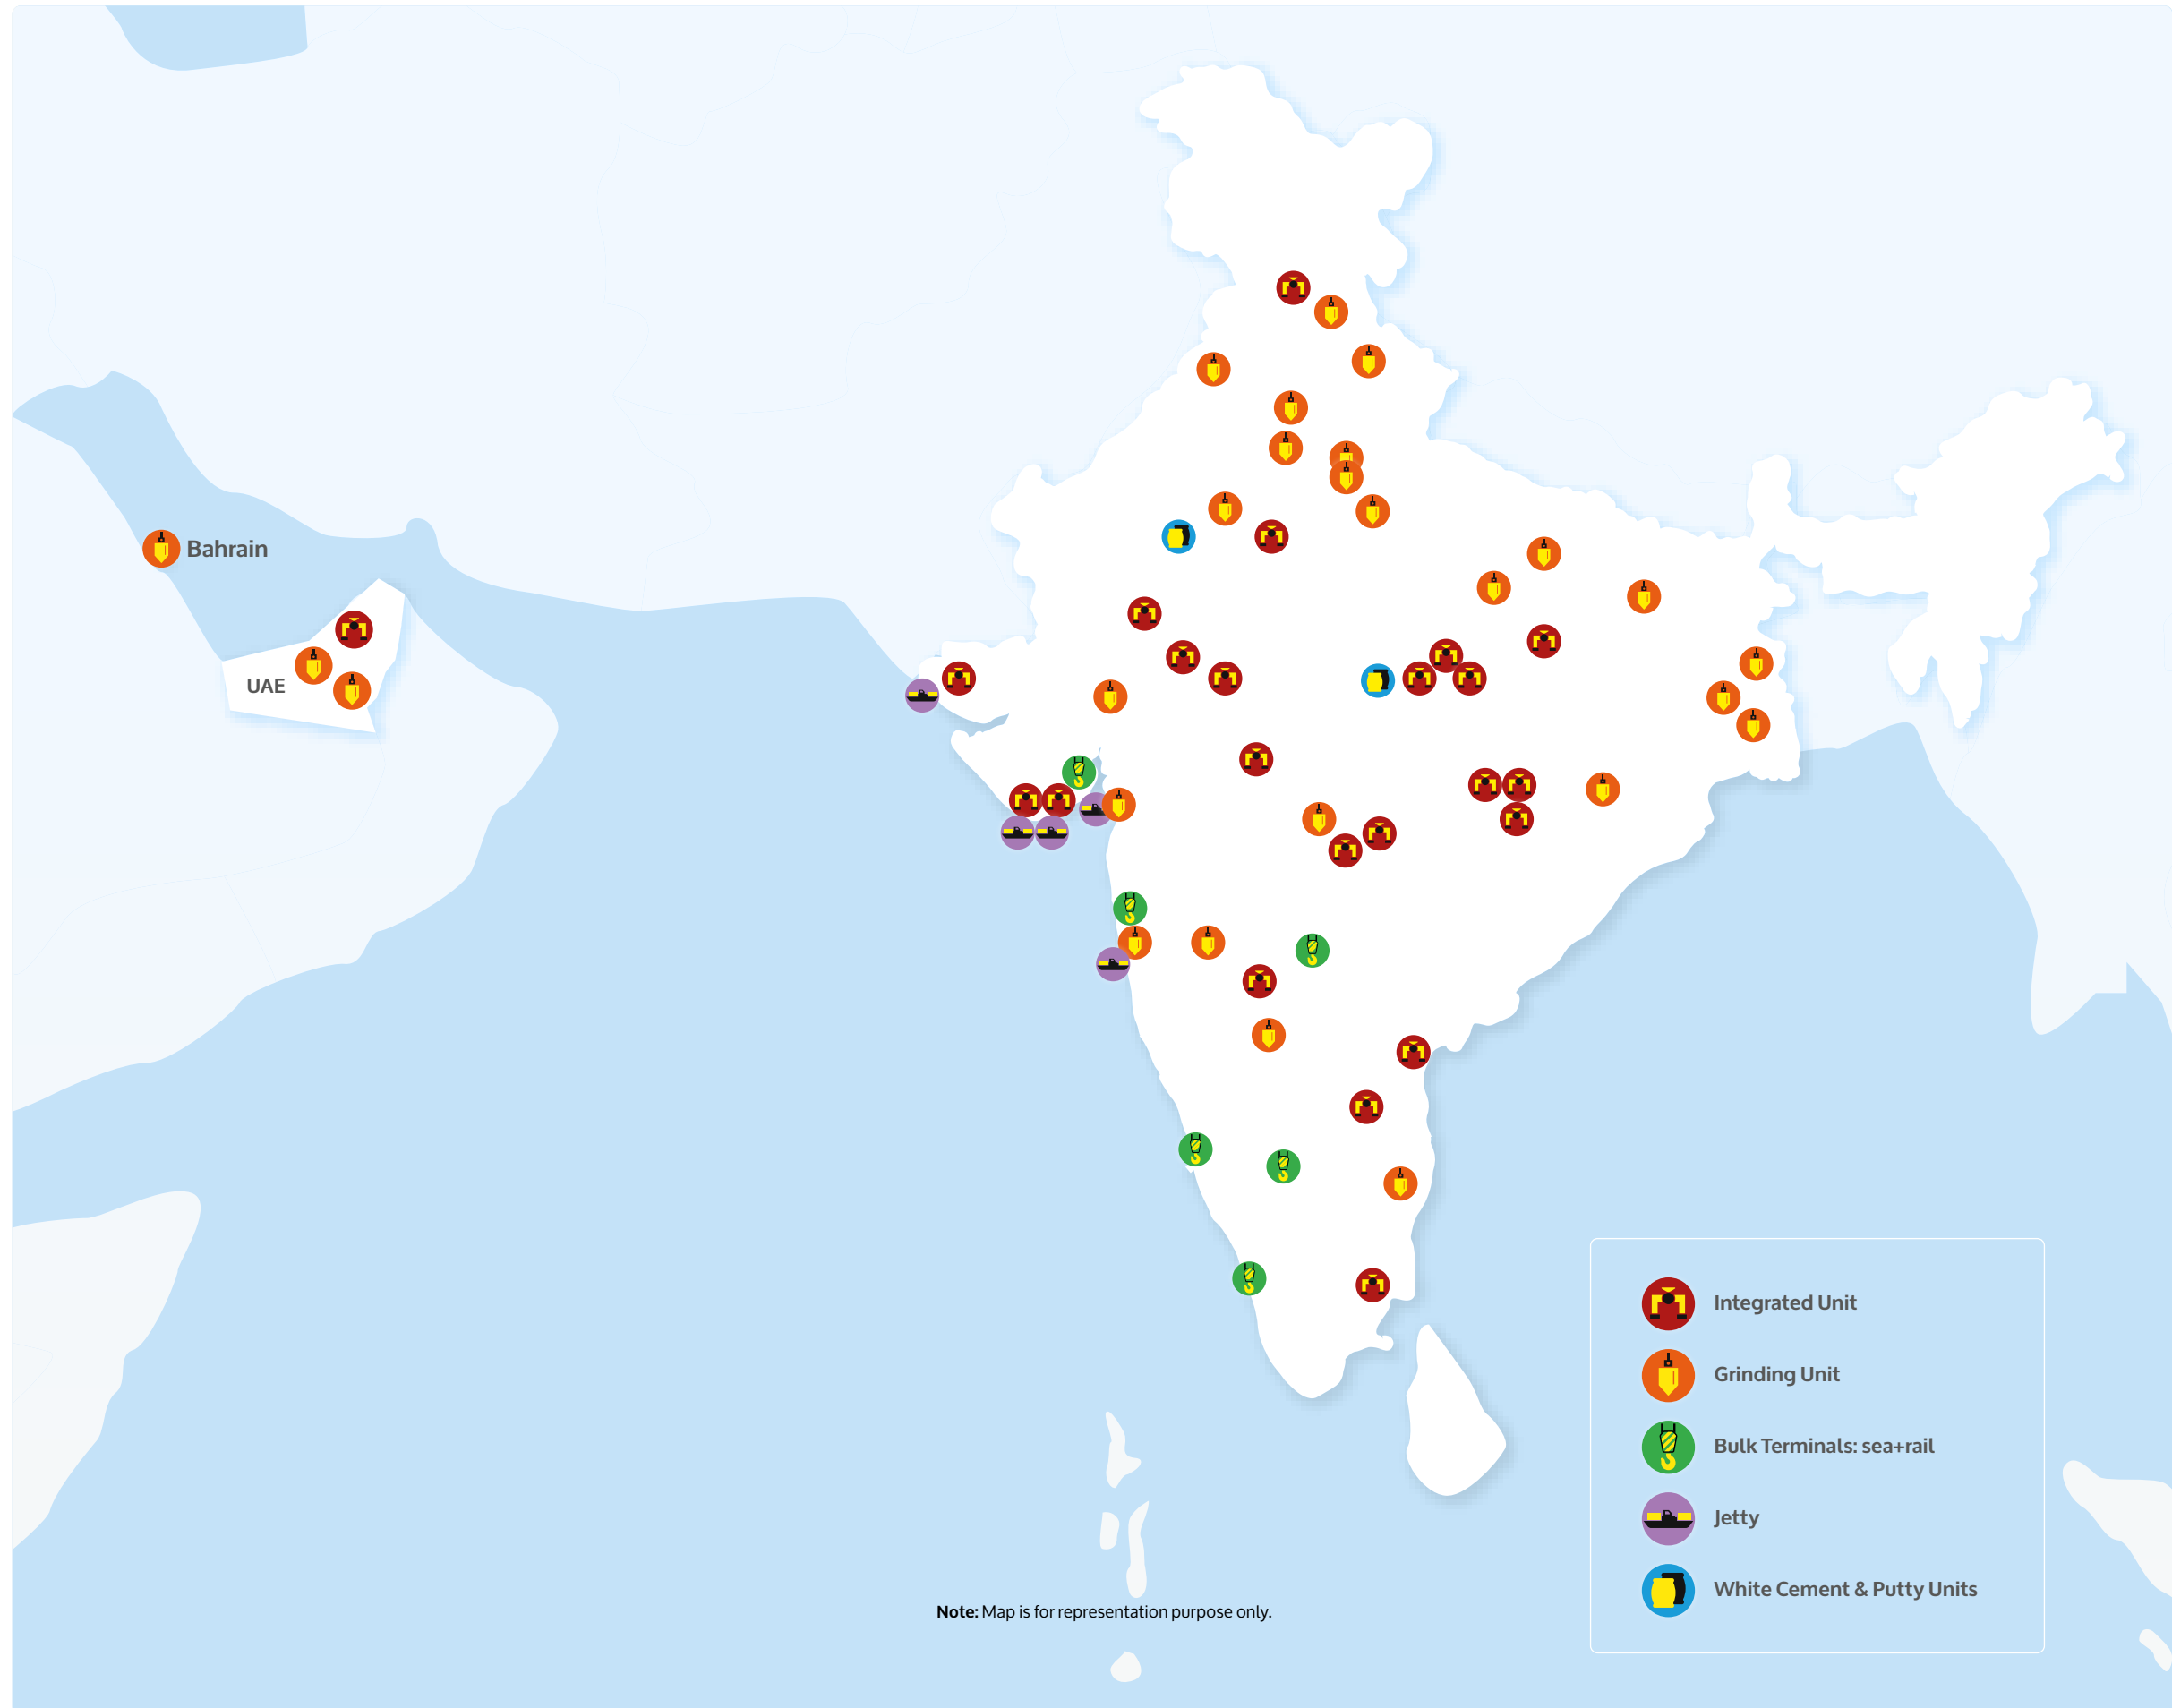 Bahrain
UAE
Integrated Unit
Grinding Unit
Bulk Terminals: sea+rail
Jetty
White Cement & Putty Units
Note: Map is for representation purpose only.